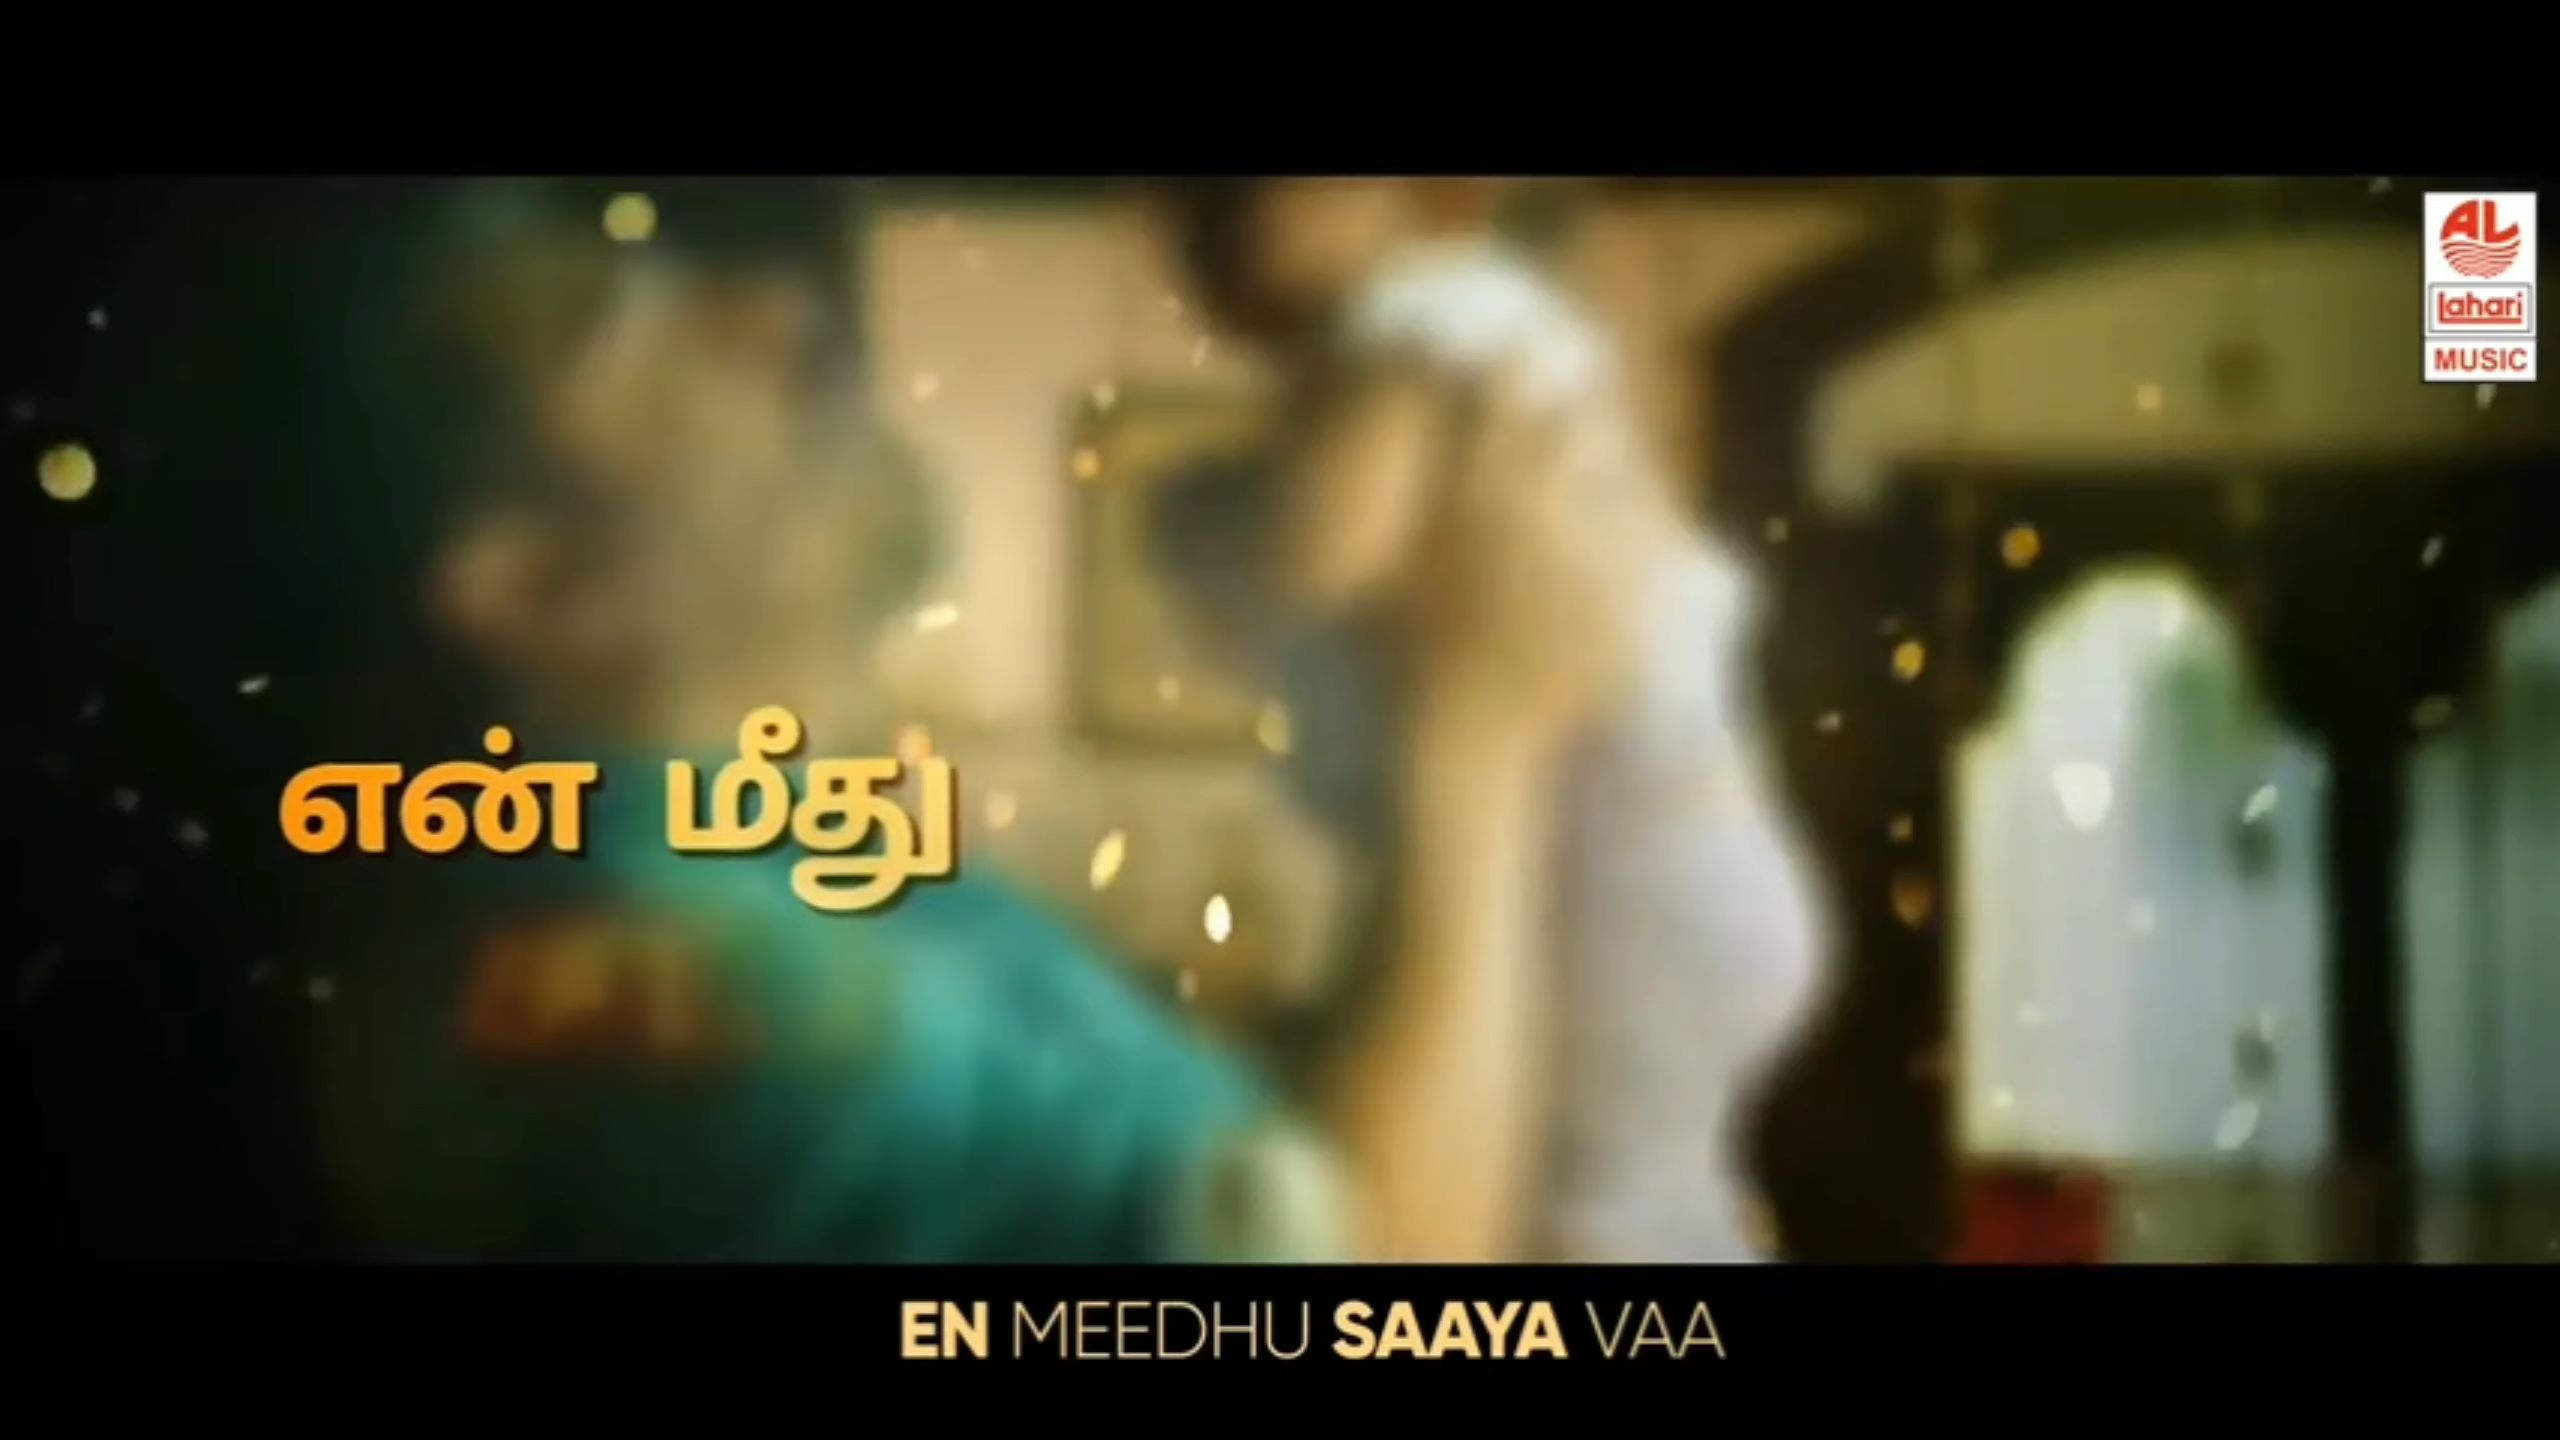 AL
Lahari
MUSIC
என் மீது
EN MEEDHU SAAYA VAA